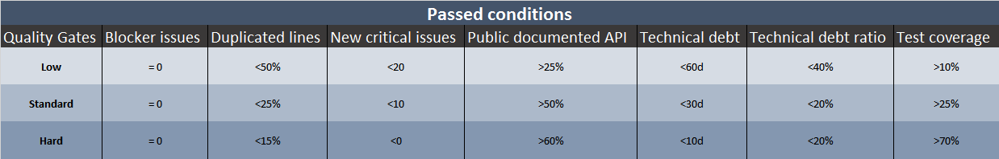 Passed conditions
Quality Gates Blocker issues Duplicated lines New critical issues Public documented API Technical debt Technical debt ratio Test coverage
Low = 0 <50% <20 >25% <60d <40% >10%
Standard = 0 <25% <10 >50% <30d <20% >25%
Hard = 0 <15% <0 >60% <10d <20% >70%